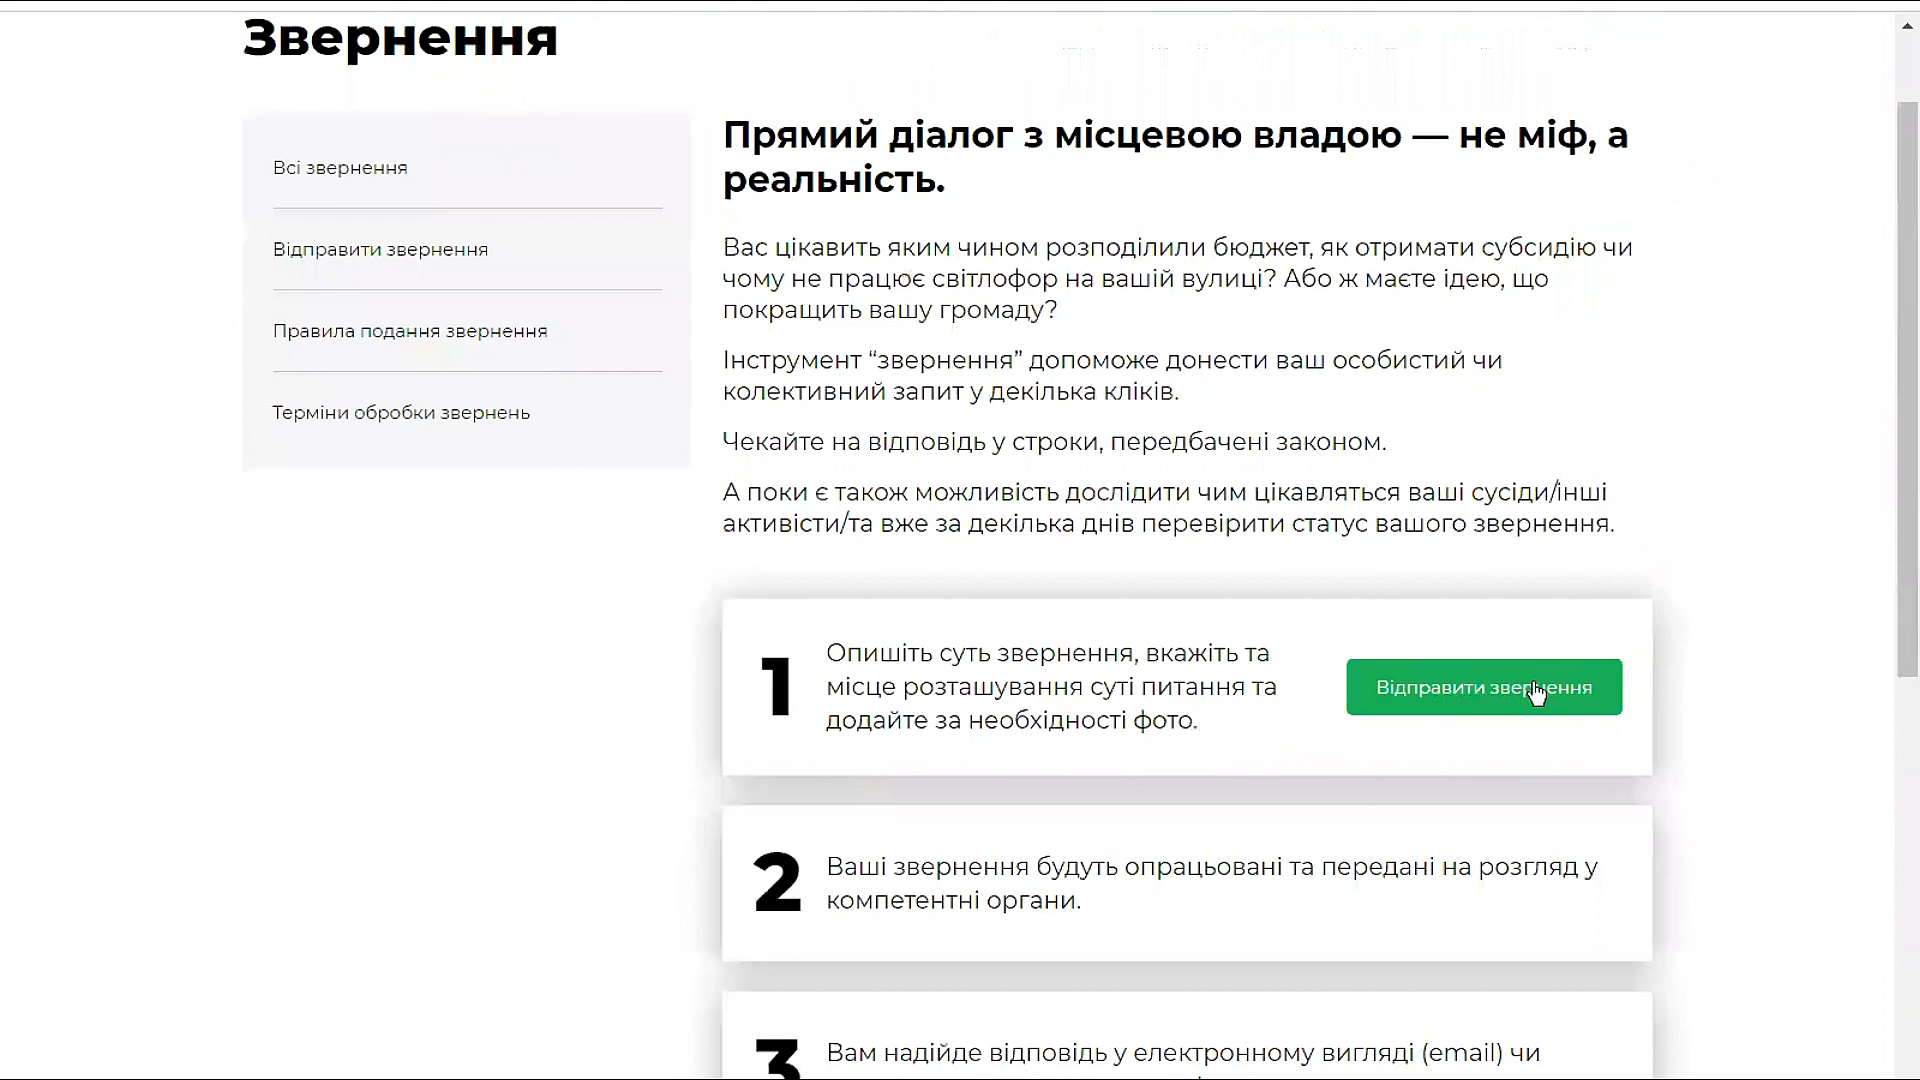 Звернення
Всі звернення
Відправити звернення
Правила подання звернення
Терміни обробки звернень
Прямий діалог з місцевою владою — не міф, а
реальність.
Вас цікавить яким чином розподілили бюджет, як отримати субсидію чи
чому не працює світлофор на вашій вулиці? Або ж маєте ідею, що
покращить вашу громаду?
Інструмент “звернення” допоможе донести ваш особистий чи
колективний запит у декілька кліків.
Чекайте на відповідь у строки, передбачені законом.
А поки є також можливість дослідити чим цікавляться ваші сусіди/інші
активісти/та вже за декілька днів перевірити статус вашого звернення.
1
Опишіть суть звернення, вкажіть та
місце розташування суті питання та
додайте за необхідності фото.
Відправити звернення
2
Ваші звернення будуть опрацьовані та передані на розгляд у
компетентні органи.
3
Вам надійде відповідь у електронному вигляді (email) чи